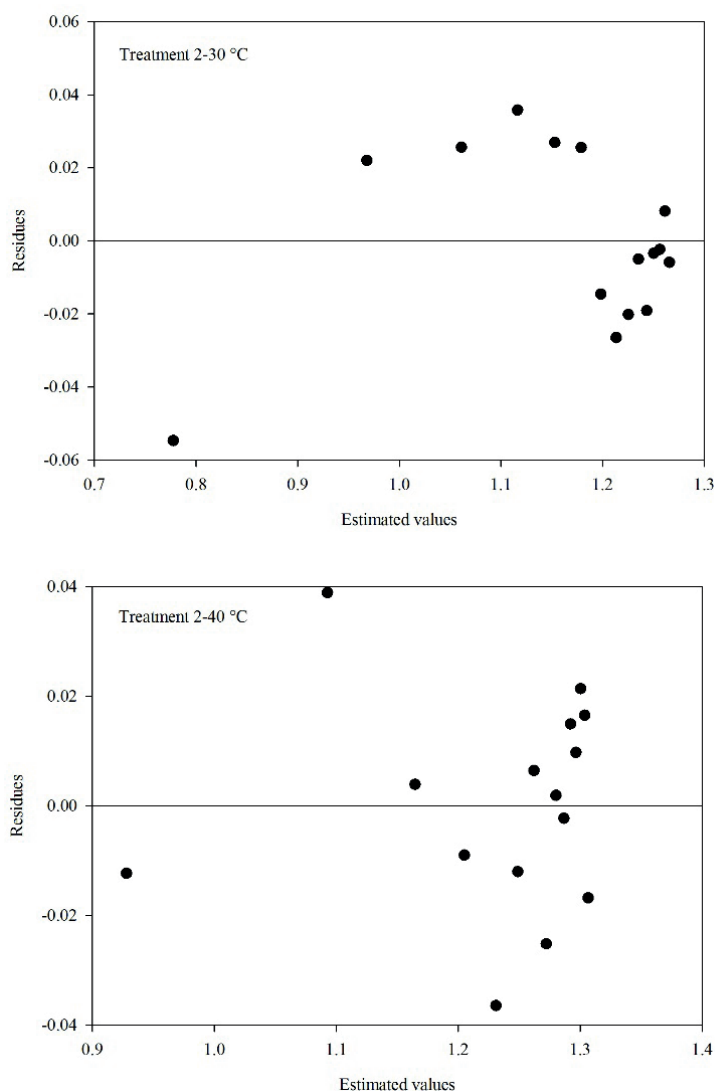 0.06
Treatment 2-30 °C
0.04
0.02
Residues
0.00
-0.02
-0.04
-0.06
0.7 0.8 0.9 1.0 1.1 1.2 1.3
Estimated values
0.04
Treatment 2-40 °C
0.02
Residues
0.00
-0.02
-0.04
0.9 1.0 1.1 1.2 1.3 1.4
Estimated values